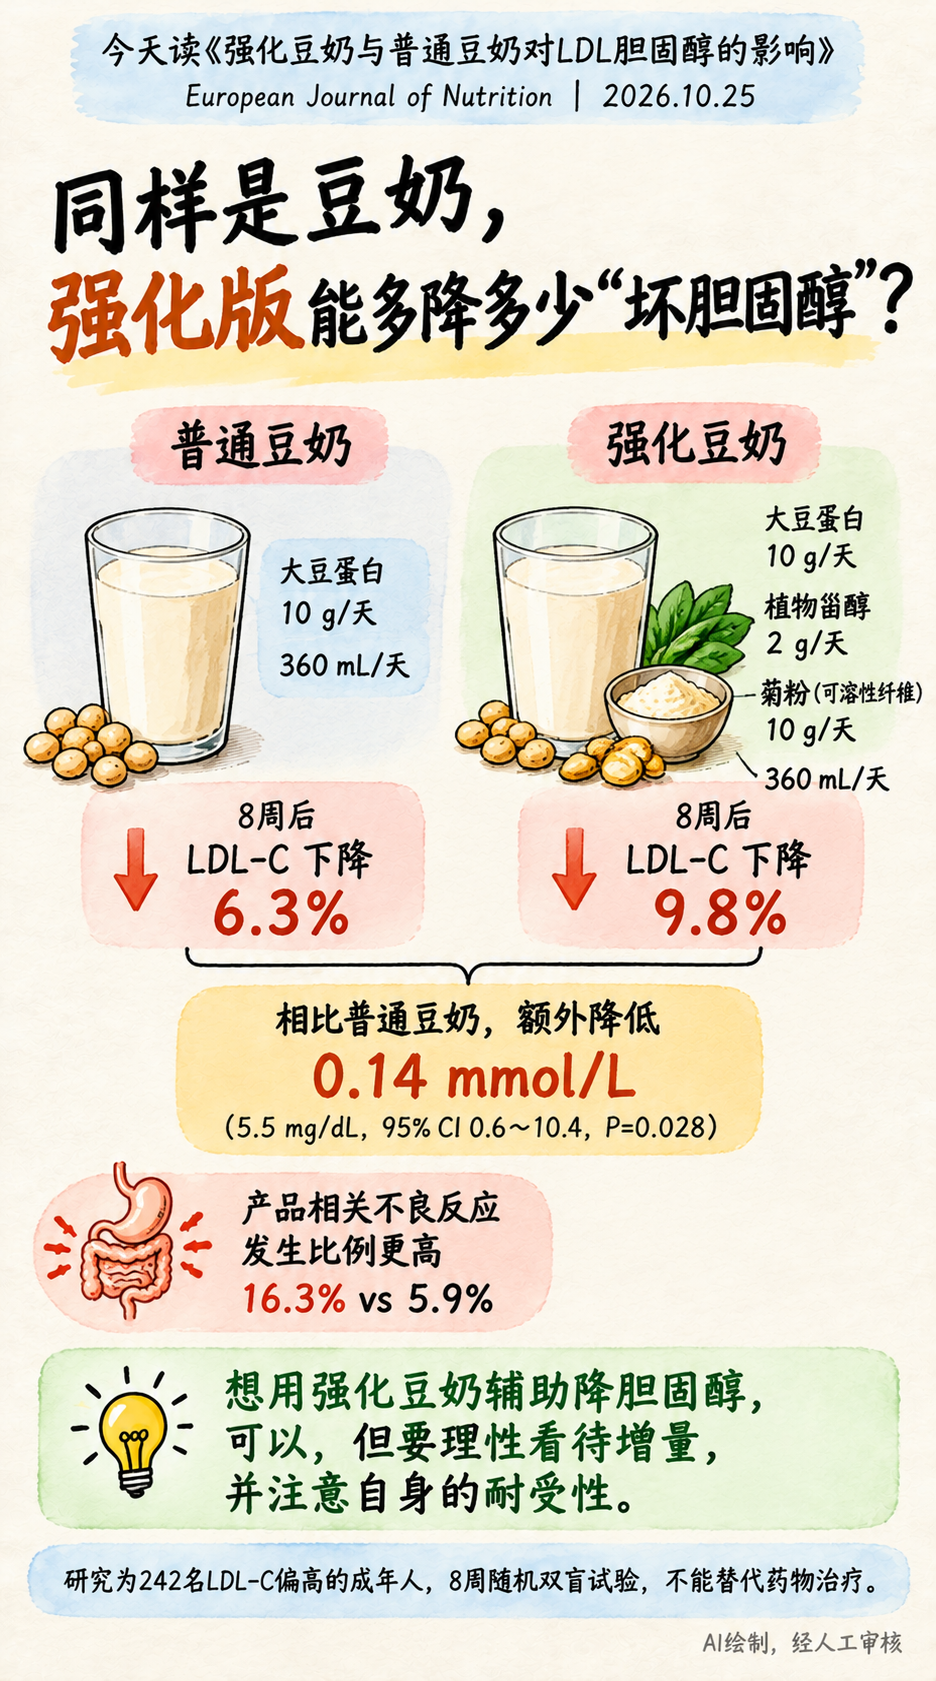 今天读《强化豆奶与普通豆奶对LDL胆固醇的影响》
European Journal of Nutrition | 2026.10.25
同样是豆奶，
强化版能多降多少“坏胆固醇”？
普通豆奶
大豆蛋白
10 g/天
360 mL/天
8周后
LDL-C 下降
6.3%
强化豆奶
大豆蛋白
10 g/天
植物甾醇
2 g/天
菊粉（可溶性纤维）
10 g/天
360 mL/天
8周后
LDL-C 下降
9.8%
相比普通豆奶，额外降低
0.14 mmol/L
（5.5 mg/dL，95% CI 0.6～10.4，P=0.028）
产品相关不良反应
发生比例更高
16.3% vs 5.9%
想用强化豆奶辅助降胆固醇，
可以，但要理性看待增量，
并注意自身的耐受性。
研究为242名LDL-C偏高的成年人，8周随机双盲试验，不能替代药物治疗。
AI绘制，经人工审核